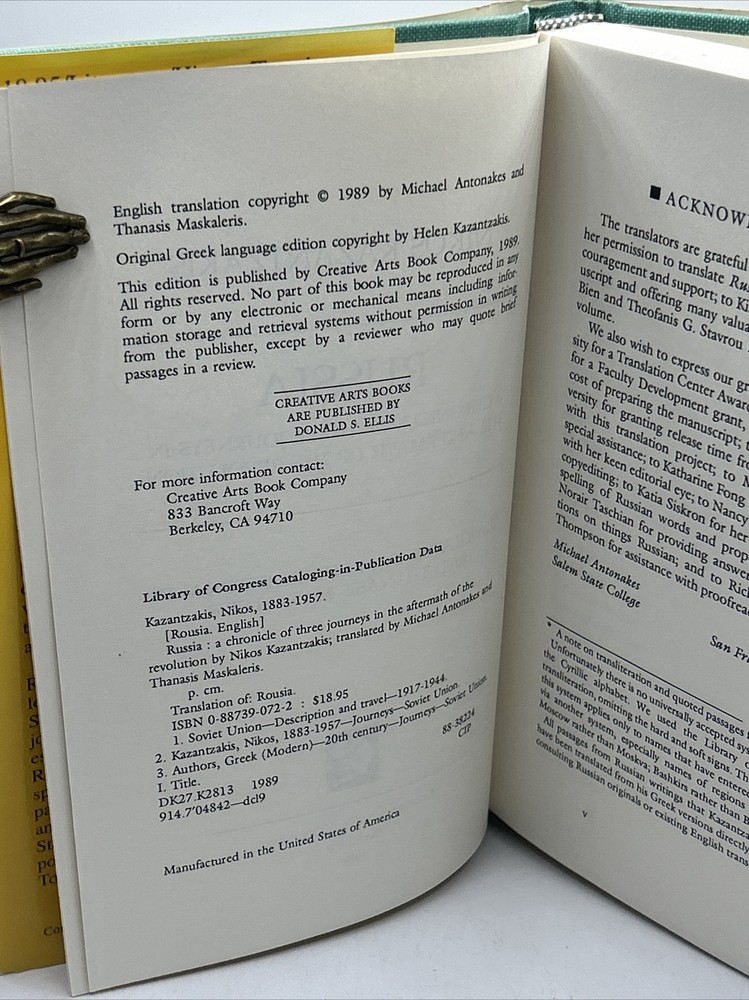 English translation copyright © 1989 by Michael Antonakes and
Thanasis Maskaleris.
Original Greek language edition copyright by Helen Kazantzakis.
This edition is published by Creative Arts Book Company, 1989.
All rights reserved. No part of this book may be reproduced in any
form or by any electronic or mechanical means including infor-
mation storage and retrieval systems without permission in writing
from the publisher, except by a reviewer who may quote brief
passages in a review.
CREATIVE ARTS BOOKS
ARE PUBLISHED BY
DONALD S. ELLIS
For more information contact:
Creative Arts Book Company
833 Bancroft Way
Berkeley, CA 94710
Library of Congress Cataloging-in-Publication Data
Kazantzakis, Nikos, 1883-1957.
[Rousia. English]
Russia : a chronicle of three journeys in the aftermath of the
revolution by Nikos Kazantzakis; translated by Michael Antonakes and
Thanasis Maskaleris.
p. cm.
Translation of: Rousia.
ISBN 0-88739-072-2 : $18.95
1. Soviet Union—Description and travel—1917-1944.
2. Kazantzakis, Nikos, 1883-1957—Journeys—Soviet Union.
3. Authors, Greek (Modern)—20th century—Journeys—Soviet Union.
I. Title.
DK27.K2813 1989
914.7'04842—dcl9
88-38224
CIP
Manufactured in the United States of America
■ ACKNOW
The translators are grateful
her permission to translate Rus
couragement and support; to Ki
uscript and offering many valua
Bien and Theofanis G. Stavrou
volume.
We also wish to express our gr
sity for a Translation Center Awar
for a Faculty Development grant,
cost of preparing the manuscript;
versity for granting release time fro
with this translation project; to M
special assistance; to Katharine Fong
with her keen editorial eye; to Nancy
copyediting; to Katia Siskron for her
spelling of Russian words and prop
Norair Taschian for providing answe
tions on things Russian; and to Rich
Thompson for assistance with proofrea
Michael Antonakes
Salem State College
San Fr
* A note on transliteration and quoted passages
Unfortunately there is no universally accepted sy
the Cyrillic alphabet. We used the Library
transliteration, omitting the hard and soft signs. Th
this system applies only to names that have entered
via another system, especially names of regions
Moscow rather than Moskva; Bashkirs rather than B
All passages from Russian writings that Kazantza
have been translated from his Greek versions directly
consulting Russian originals or existing English trans
v